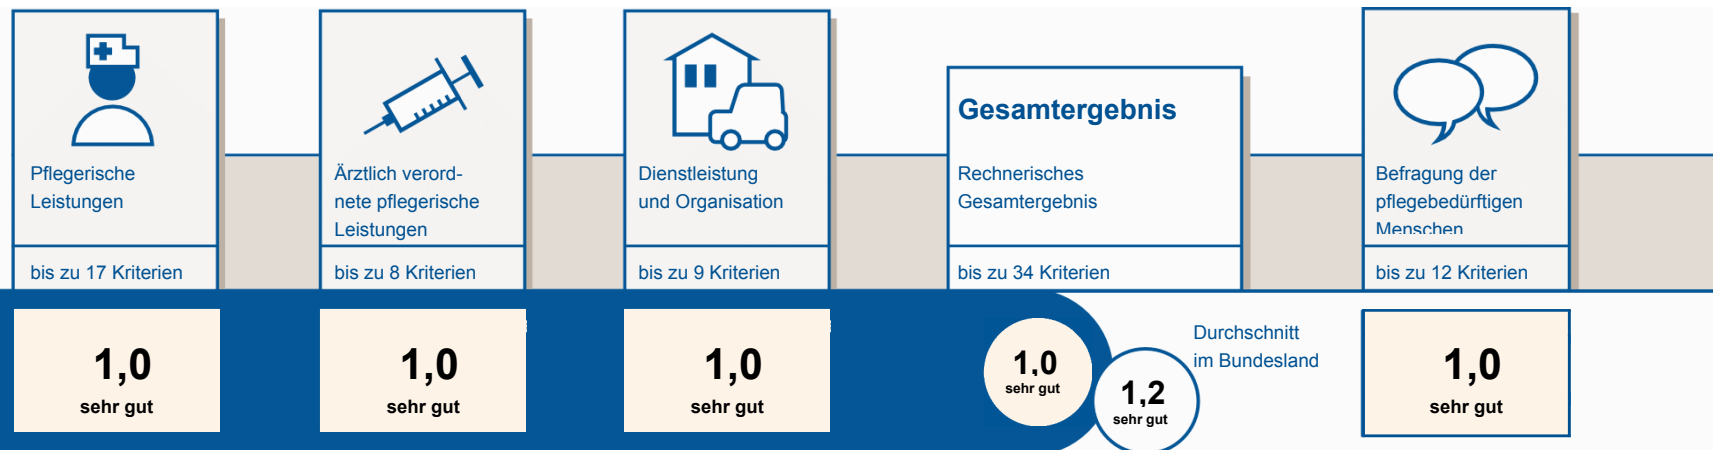 Pflegerische
Leistungen
bis zu 17 Kriterien
1,0
sehr gut
Ärztlich verord-
nete pflegerische
Leistungen
bis zu 8 Kriterien
1,0
sehr gut
Dienstleistung
und Organisation
bis zu 9 Kriterien
1,0
sehr gut
Gesamtergebnis
Rechnerisches
Gesamtergebnis
bis zu 34 Kriterien
1,0
sehr gut
Durchschnitt
im Bundesland
1,2
sehr gut
Befragung der
pflegebedürftigen
Menschen
bis zu 12 Kriterien
1,0
sehr gut